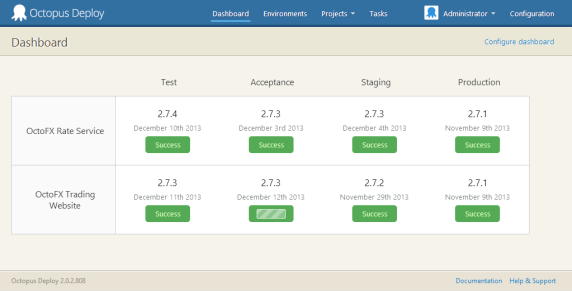 Octopus Deploy
Dashboard Environments Projects Tasks Administrator Configuration
Dashboard Configure dashboard
Test Acceptance Staging Production
OctoFX Rate Service
2.7.4 2.7.3 2.7.3 2.7.1
December 10th 2013 December 3rd 2013 December 4th 2013 November 9th 2013
Success Success Success Success
OctoFX Trading
Website
2.7.3 2.7.3 2.7.2 2.7.1
December 11th 2013 December 12th 2013 November 29th 2013 November 9th 2013
Success Success Success
Octopus Deploy 2.0.2.808 Documentation Help & Support